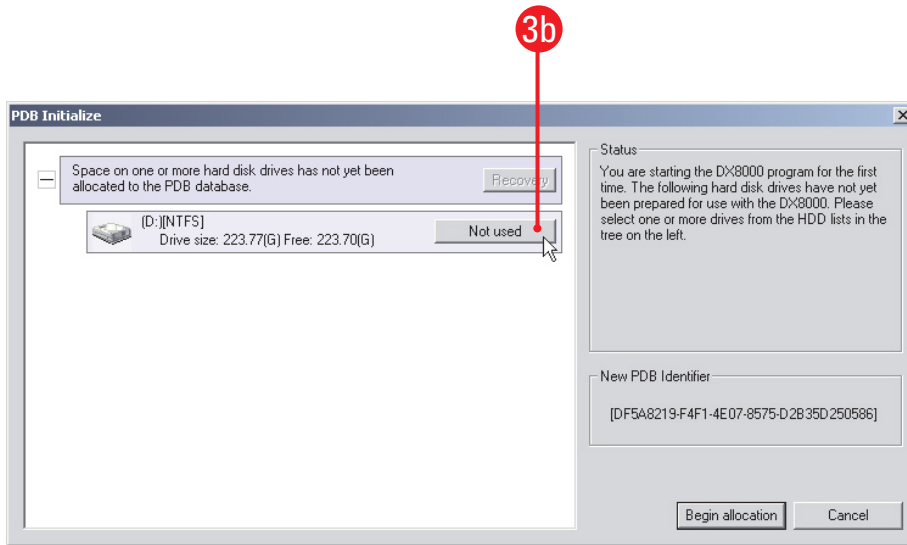 3b
PDB Initialize
Space on one or more hard disk drives has not yet been
allocated to the PDB database.
Recovery
(D:)[NTFS]
Drive size: 223.77(G) Free: 223.70(G)
Not used
Status
You are starting the DX8000 program for the first
time. The following hard disk drives have not yet
been prepared for use with the DX8000. Please
select one or more drives from the HDD lists in the
tree on the left.
New PDB Identifier
[DF5A8219-F4F1-4E07-8575-D2B35D250586]
Begin allocation
Cancel